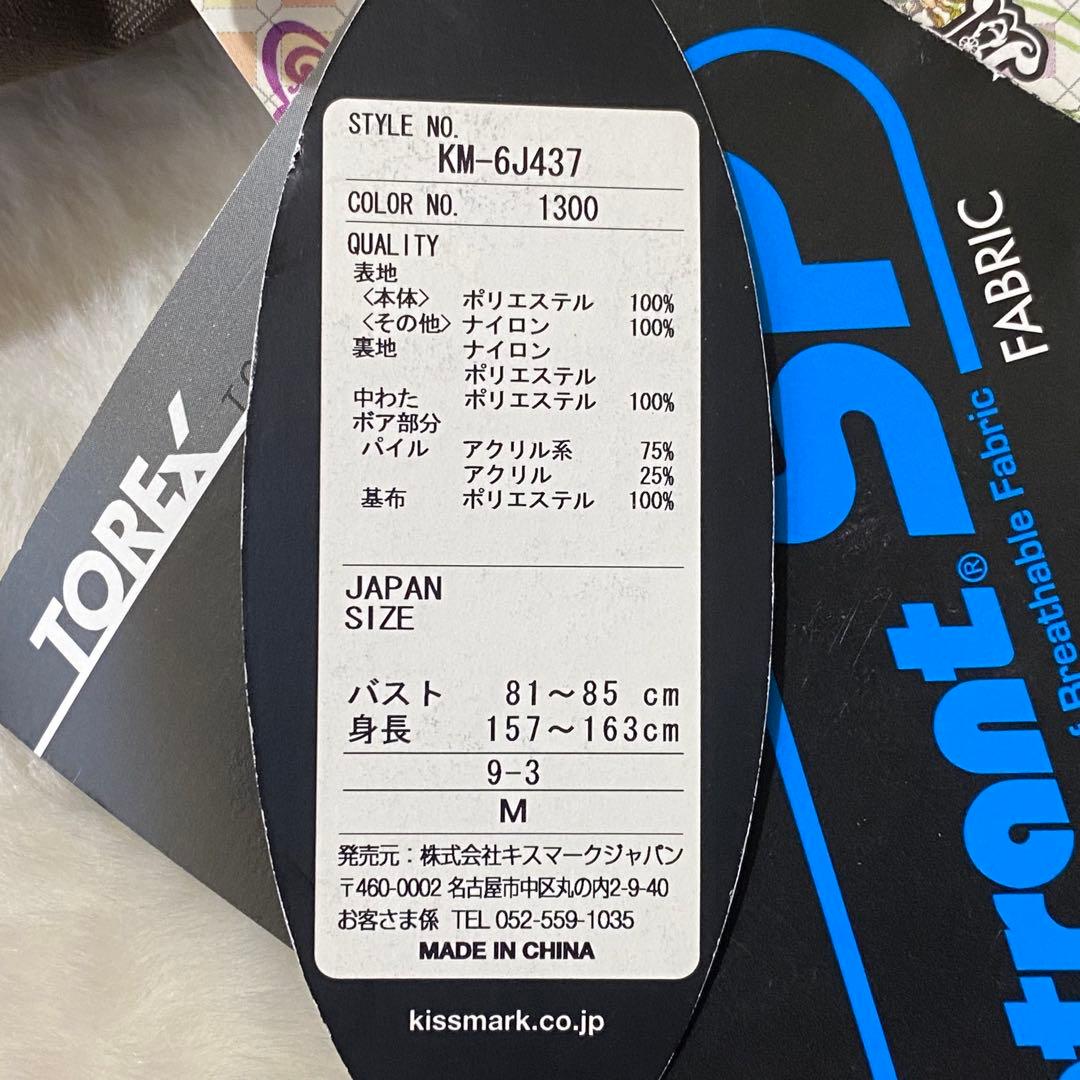 STYLE NO.
KM-6J437
COLOR NO. 1300
QUALITY
表地
〈本体〉 ポリエステル 100%
〈その他〉 ナイロン 100%
裏地 ナイロン
ポリエステル
中わた ポリエステル 100%
ボア部分
パイル アクリル系 75%
アクリル 25%
基布 ポリエステル 100%
JAPAN
SIZE
バスト 81～85 cm
身長 157～163cm
9-3
M
発売元：株式会社キスマークジャパン
〒460-0002 名古屋市中区丸の内2-9-40
お客さま係 TEL 052-559-1035
MADE IN CHINA
kissmark.co.jp
TOREX
SP
FABRIC
trant®
Breathable Fabric